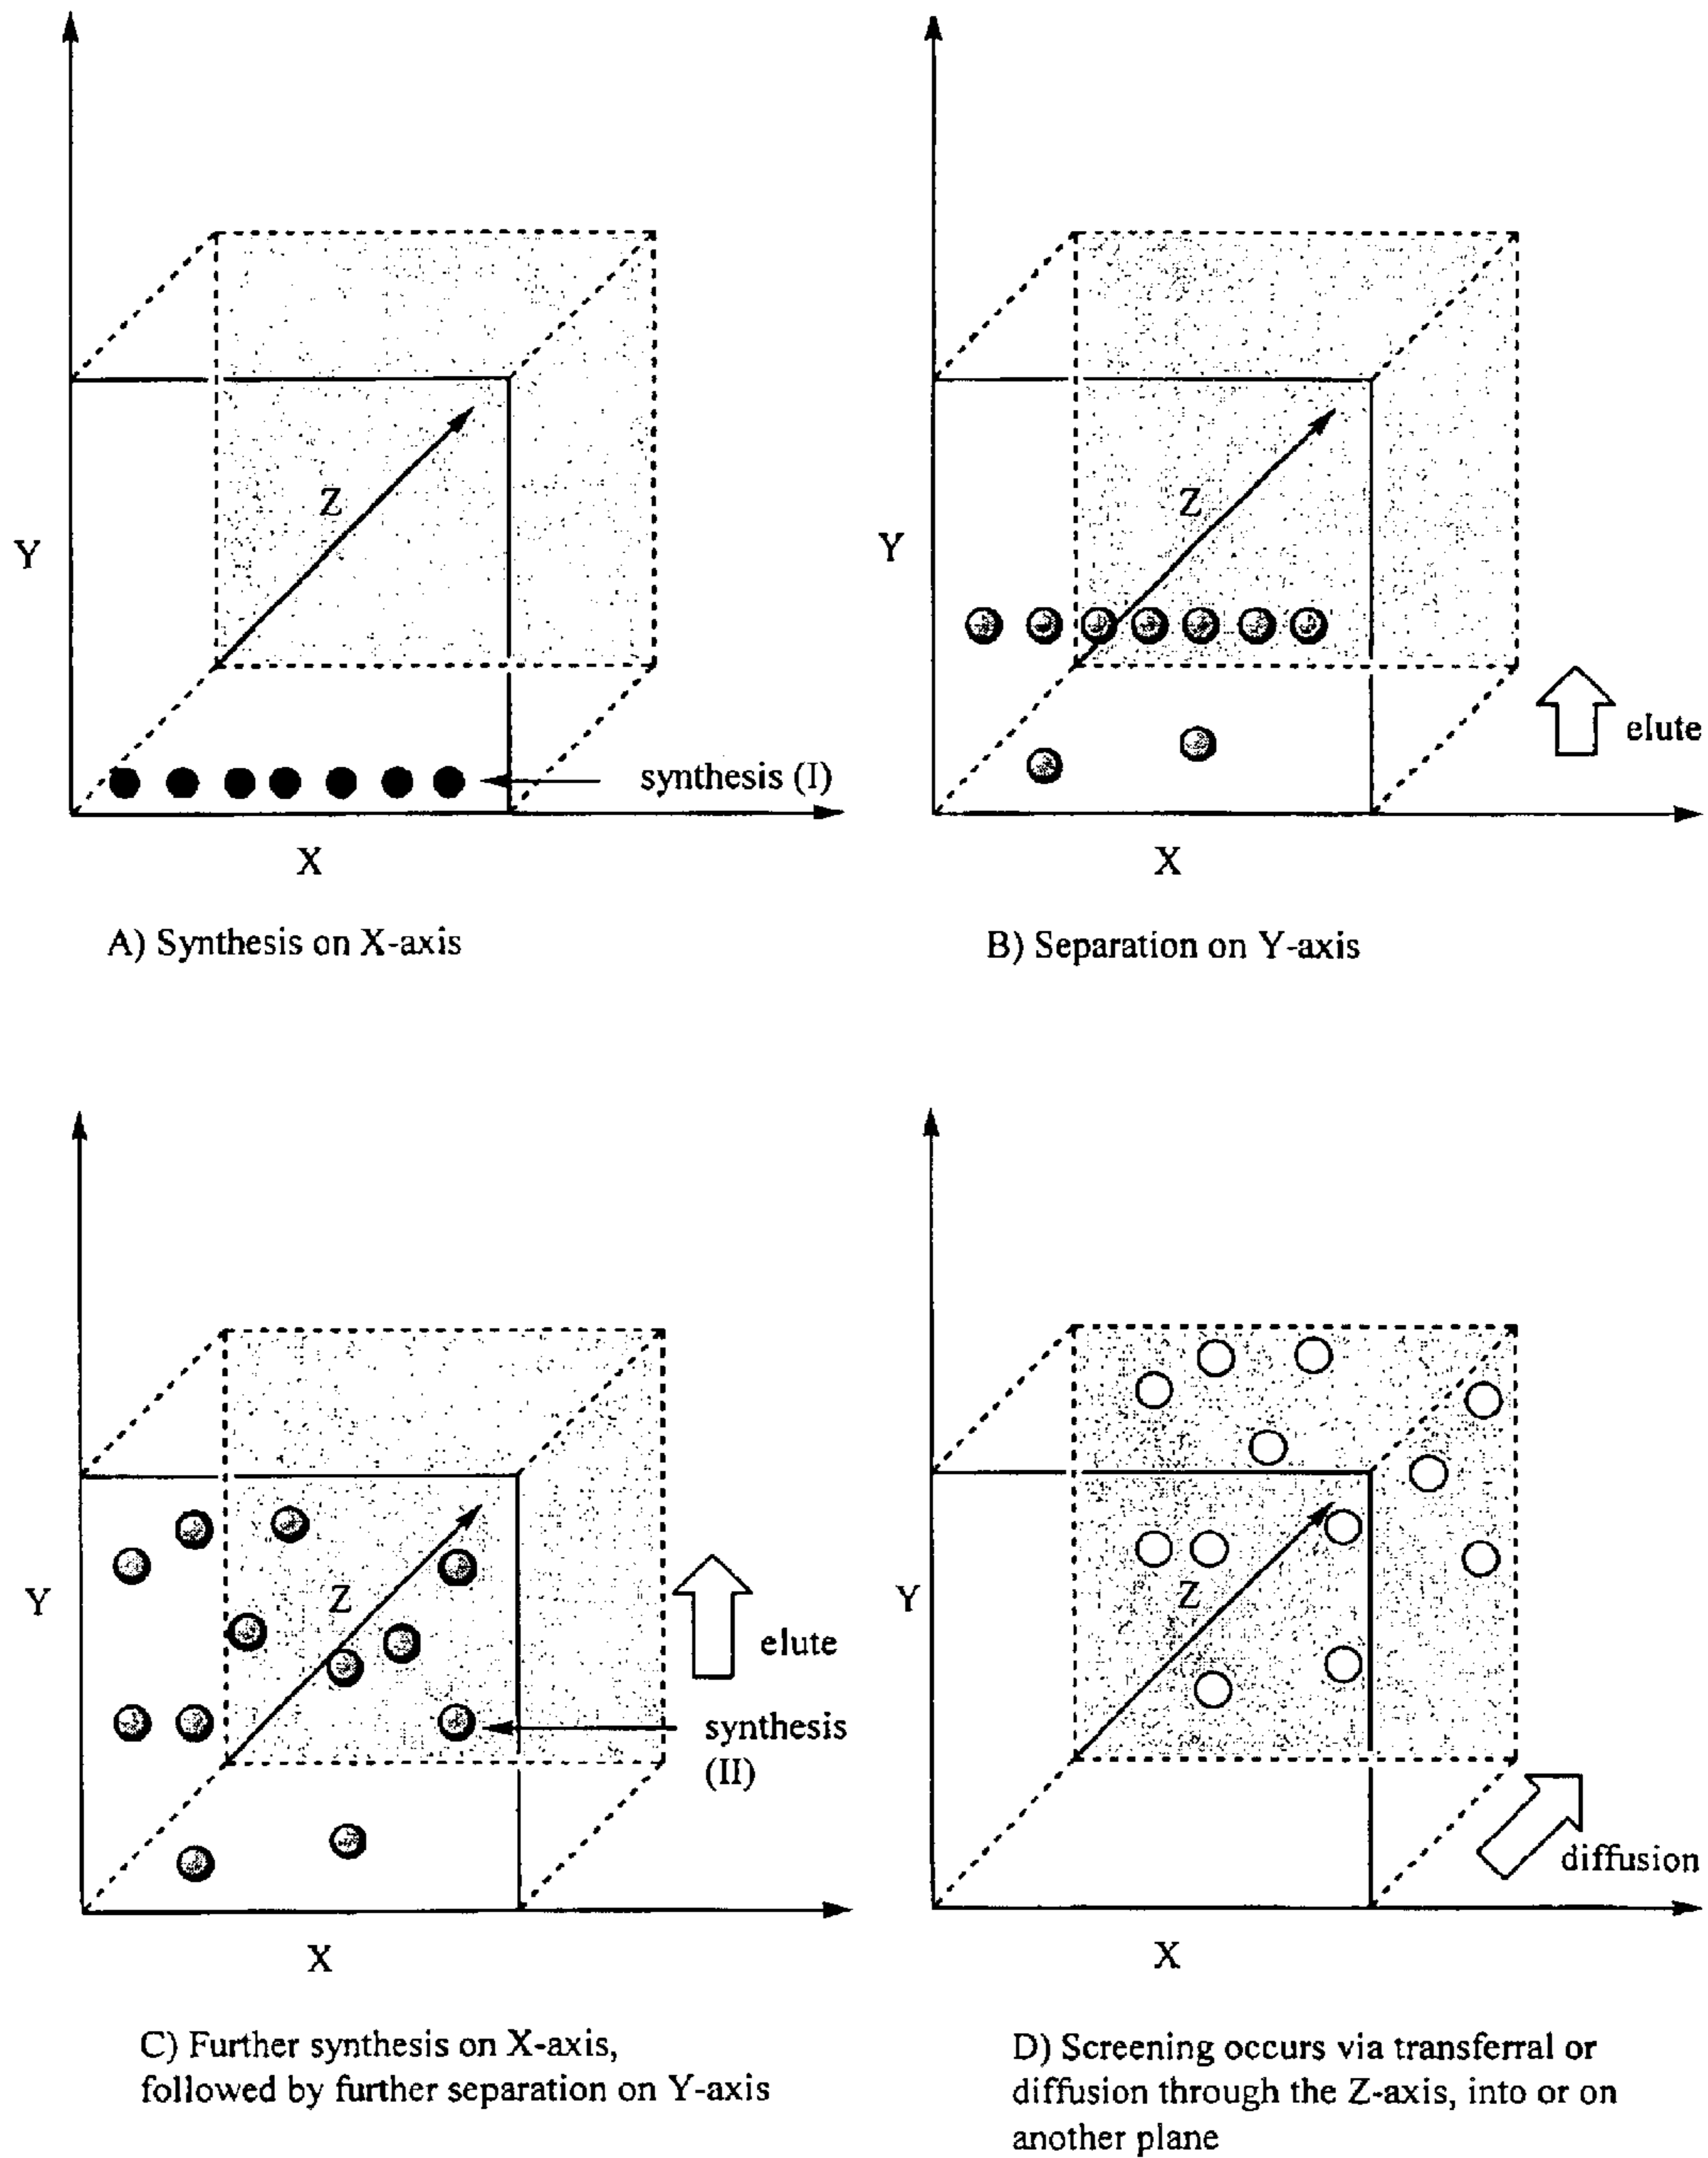 Z
Z
Y
Y
elute
synthesis (I)
X
X
A) Synthesis on X-axis
B) Separation on Y-axis
Z
Z
Y
Y
elute
synthesis
(II)
diffusion
X
X
C) Further synthesis on X-axis,
followed by further separation on Y-axis
D) Screening occurs via transferral or
diffusion through the Z-axis, into or on
another plane